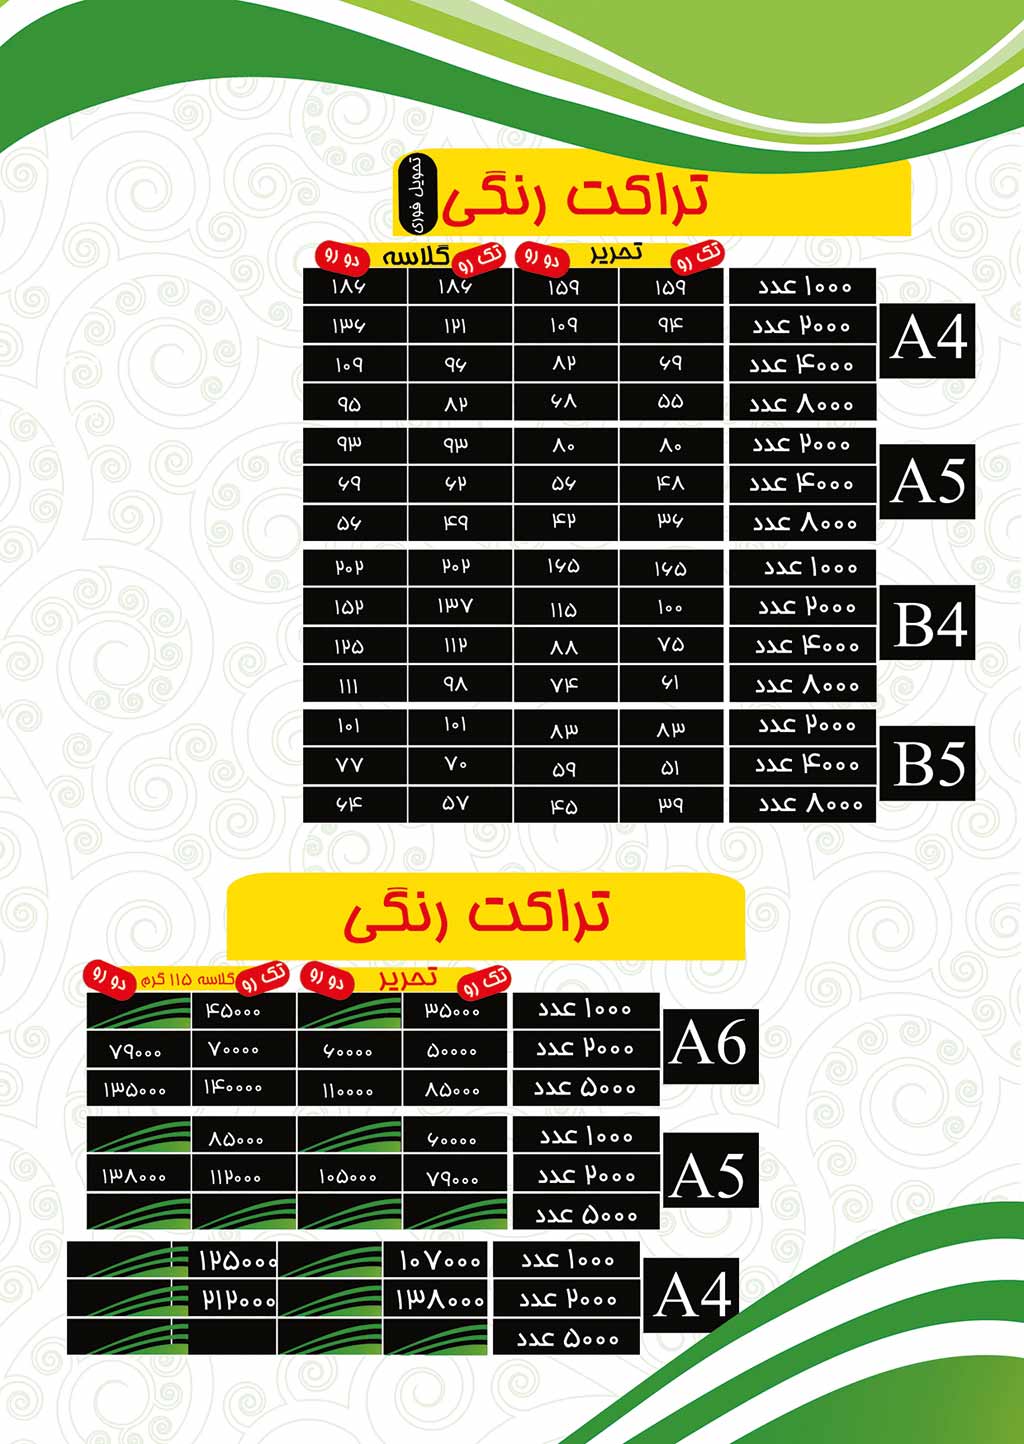 تراکت رنگی تحویل فوری
تک رو تحریر دو رو تک رو گلاسه دو رو
A4
۱۰۰۰ عدد ۱۵۹ ۱۵۹ ۱۸۶ ۱۸۶
۲۰۰۰ عدد ۹۴ ۱۰۹ ۱۲۱ ۱۳۶
۴۰۰۰ عدد ۶۹ ۸۲ ۹۶ ۱۰۹
۸۰۰۰ عدد ۵۵ ۶۸ ۸۲ ۹۵
A5
۲۰۰۰ عدد ۸۰ ۸۰ ۹۳ ۹۳
۴۰۰۰ عدد ۴۸ ۵۶ ۶۲ ۶۹
۸۰۰۰ عدد ۳۶ ۴۲ ۴۹ ۵۶
B4
۱۰۰۰ عدد ۱۶۵ ۱۶۵ ۲۰۲ ۲۰۲
۲۰۰۰ عدد ۱۰۰ ۱۱۵ ۱۳۷ ۱۵۲
۴۰۰۰ عدد ۷۵ ۸۸ ۱۱۲ ۱۲۵
۸۰۰۰ عدد ۶۱ ۷۴ ۹۸ ۱۱۱
B5
۲۰۰۰ عدد ۸۳ ۸۳ ۱۰۱ ۱۰۱
۴۰۰۰ عدد ۵۱ ۵۹ ۷۰ ۷۷
۸۰۰۰ عدد ۳۹ ۴۵ ۵۷ ۶۴
تراکت رنگی
تک رو تحریر دو رو تک رو گلاسه ۱۱۵ گرم دو رو
A6
۱۰۰۰ عدد ۳۵۰۰۰ ۴۵۰۰۰
۲۰۰۰ عدد ۵۰۰۰۰ ۶۰۰۰۰ ۷۰۰۰۰ ۷۹۰۰۰
۵۰۰۰ عدد ۸۵۰۰۰ ۱۱۰۰۰۰ ۱۴۰۰۰۰ ۱۳۵۰۰۰
A5
۱۰۰۰ عدد ۶۰۰۰۰ ۸۵۰۰۰
۲۰۰۰ عدد ۷۹۰۰۰ ۱۰۵۰۰۰ ۱۱۲۰۰۰ ۱۳۸۰۰۰
۵۰۰۰ عدد
A4
۱۰۰۰ عدد ۱۰۷۰۰۰ ۱۲۵۰۰۰
۲۰۰۰ عدد ۱۳۸۰۰۰ ۲۱۲۰۰۰
۵۰۰۰ عدد